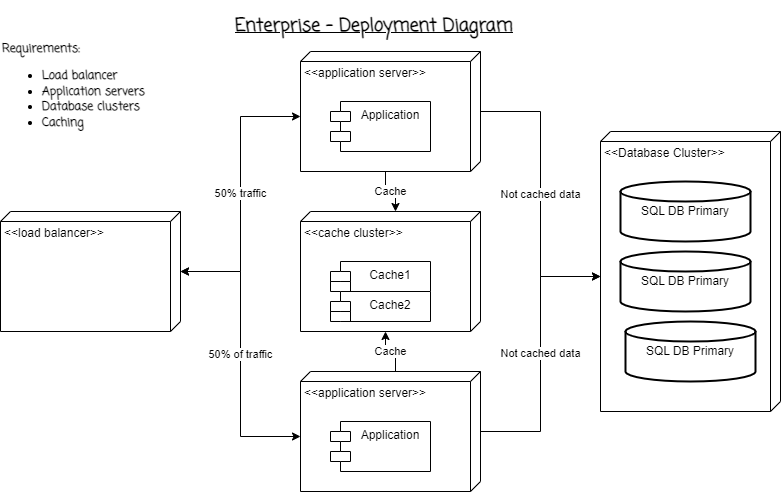 Enterprise - Deployment Diagram
Requirements:
Load balancer
Application servers
Database clusters
Caching
<<application server>>
Application
<<Database Cluster>>
SQL DB Primary
SQL DB Primary
SQL DB Primary
50% traffic
Cache
Not cached data
<<load balancer>>
<<cache cluster>>
Cache1
Cache2
50% of traffic
Cache
Not cached data
<<application server>>
Application